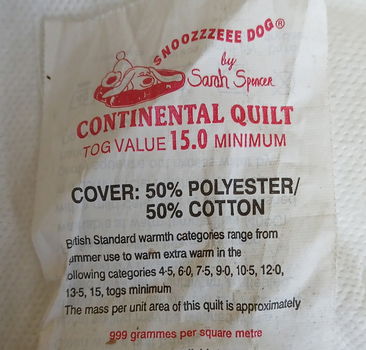 SNOOZZZEEE DOG®
by
Sarah Spencer
CONTINENTAL QUILT
TOG VALUE 15.0 MINIMUM
COVER: 50% POLYESTER/
50% COTTON
British Standard warmth categories range from
summer use to warm extra warm in the
following categories 4·5, 6·0, 7·5, 9·0, 10·5, 12·0,
13·5, 15, togs minimum
The mass per unit area of this quilt is approximately
999 grammes per square metre